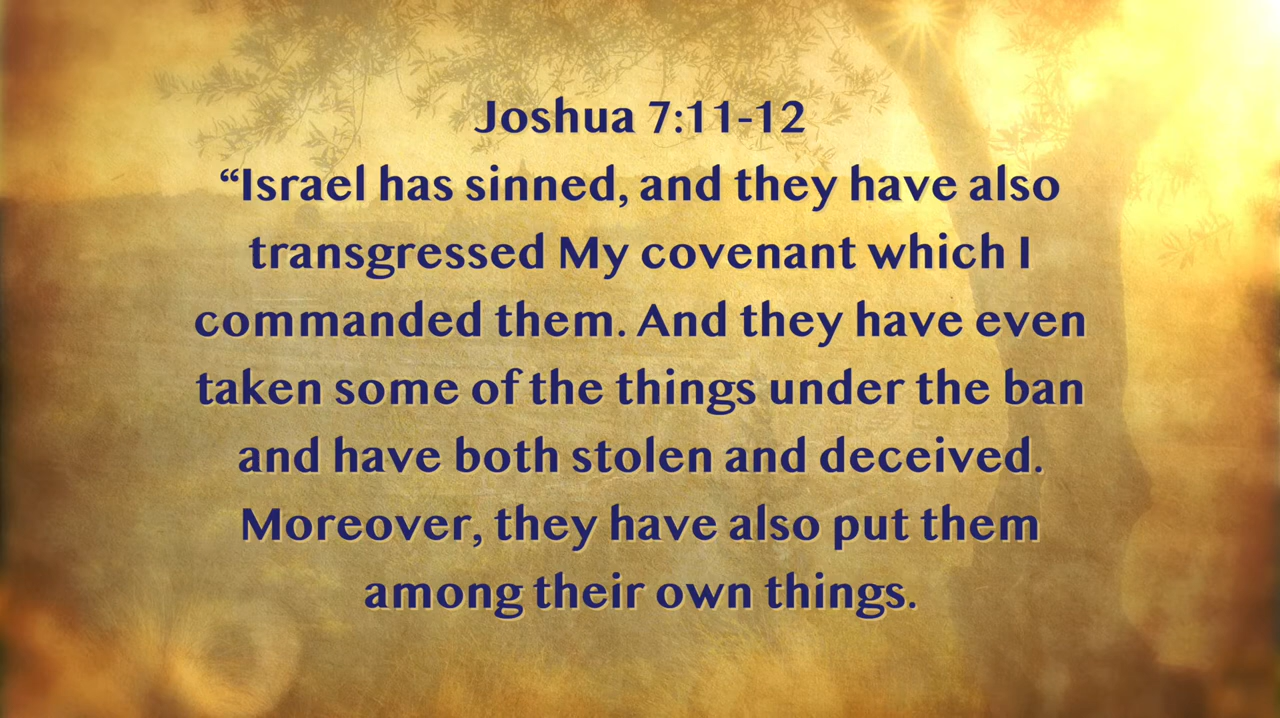 Joshua 7:11-12
“Israel has sinned, and they have also
transgressed My covenant which I
commanded them. And they have even
taken some of the things under the ban
and have both stolen and deceived.
Moreover, they have also put them
among their own things.